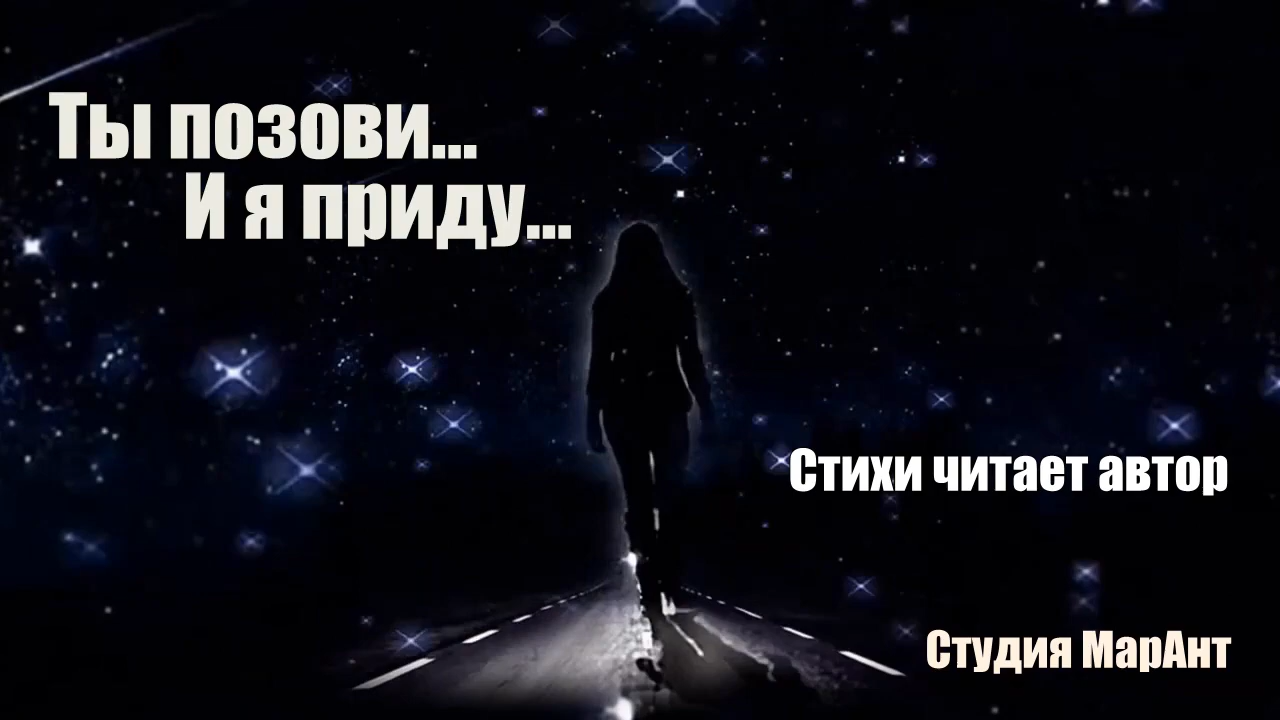 Ты позови...
И я приду...
Стихи читает автор
Студия МарАнт